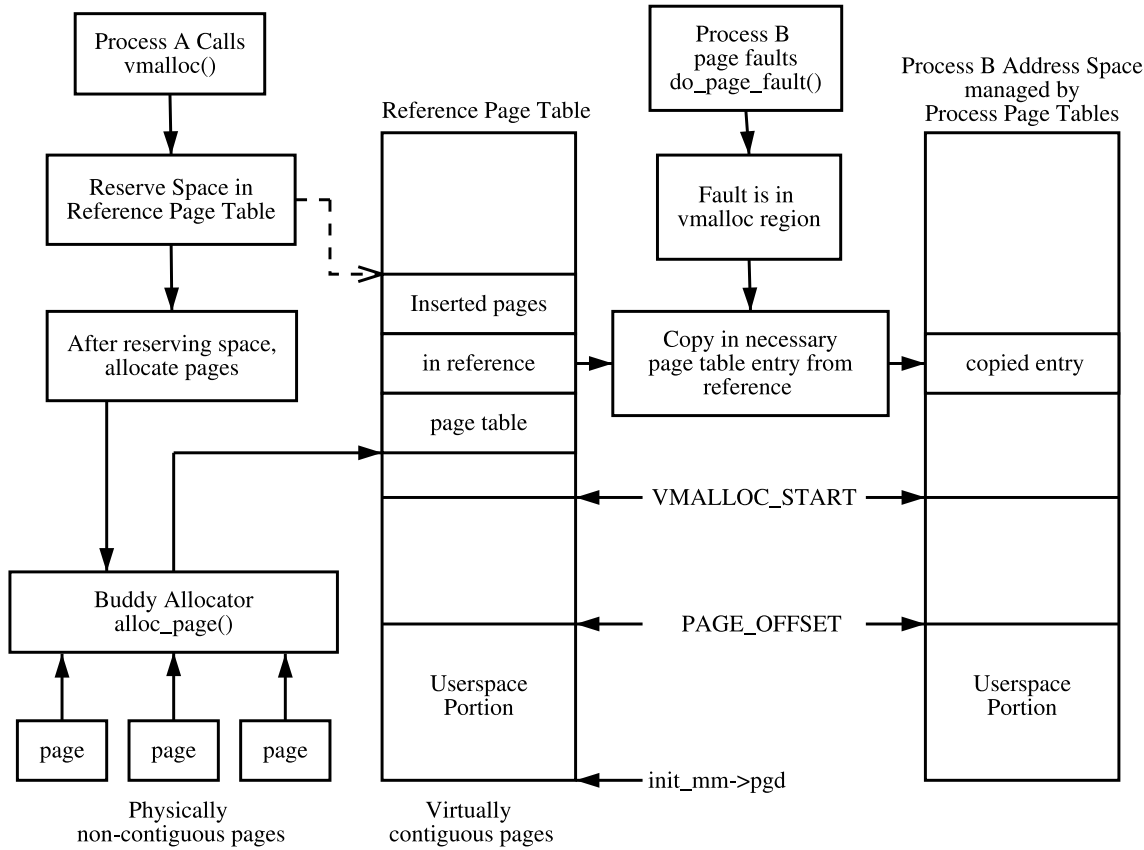 Process A Calls
vmalloc()
Reserve Space in
Reference Page Table
After reserving space,
allocate pages
Buddy Allocator
alloc_page()
page
page
page
Physically
non-contiguous pages
Reference Page Table
Inserted pages
in reference
page table
Userspace
Portion
Virtually
contiguous pages
Process B
page faults
do_page_fault()
Fault is in
vmalloc region
Copy in necessary
page table entry from
reference
VMALLOC_START
PAGE_OFFSET
init_mm->pgd
Process B Address Space
managed by
Process Page Tables
copied entry
Userspace
Portion